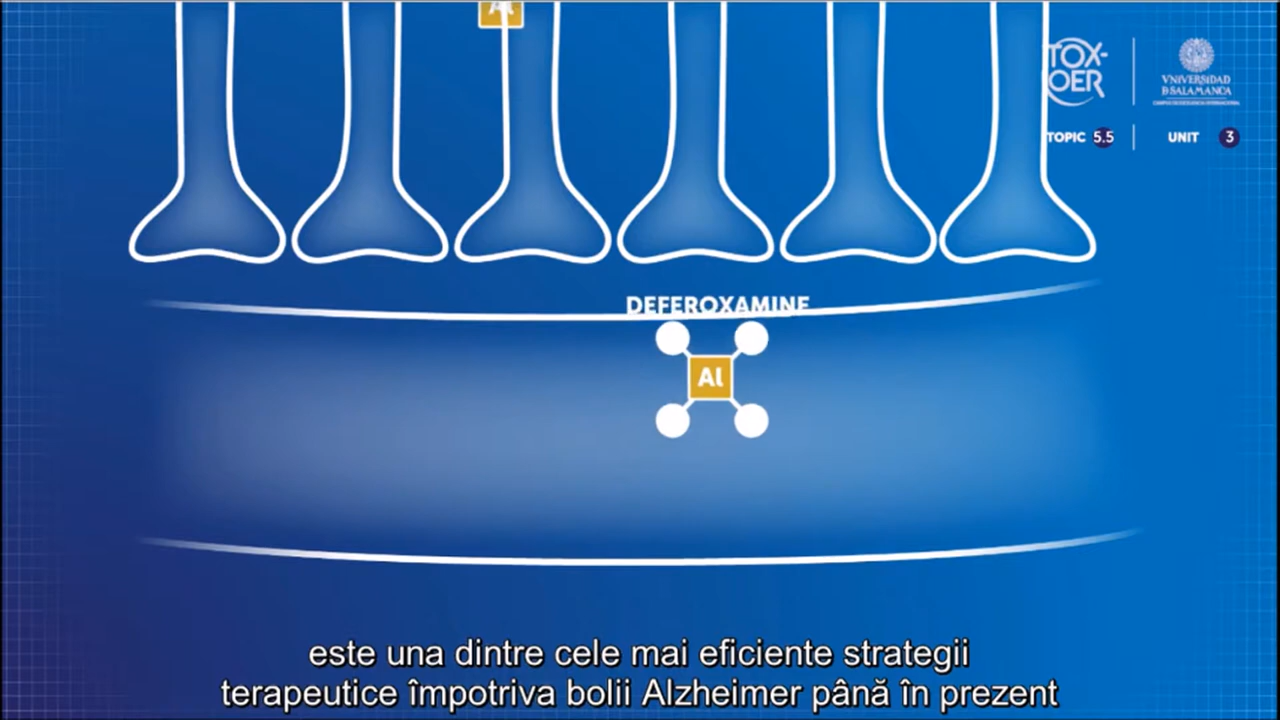 Al
TOX-
OER
VNIVERSIDAD
D SALAMANCA
TOPIC 5.5
UNIT 3
DEFEROXAMINE
Al
este una dintre cele mai eficiente strategii
terapeutice împotriva bolii Alzheimer până în prezent